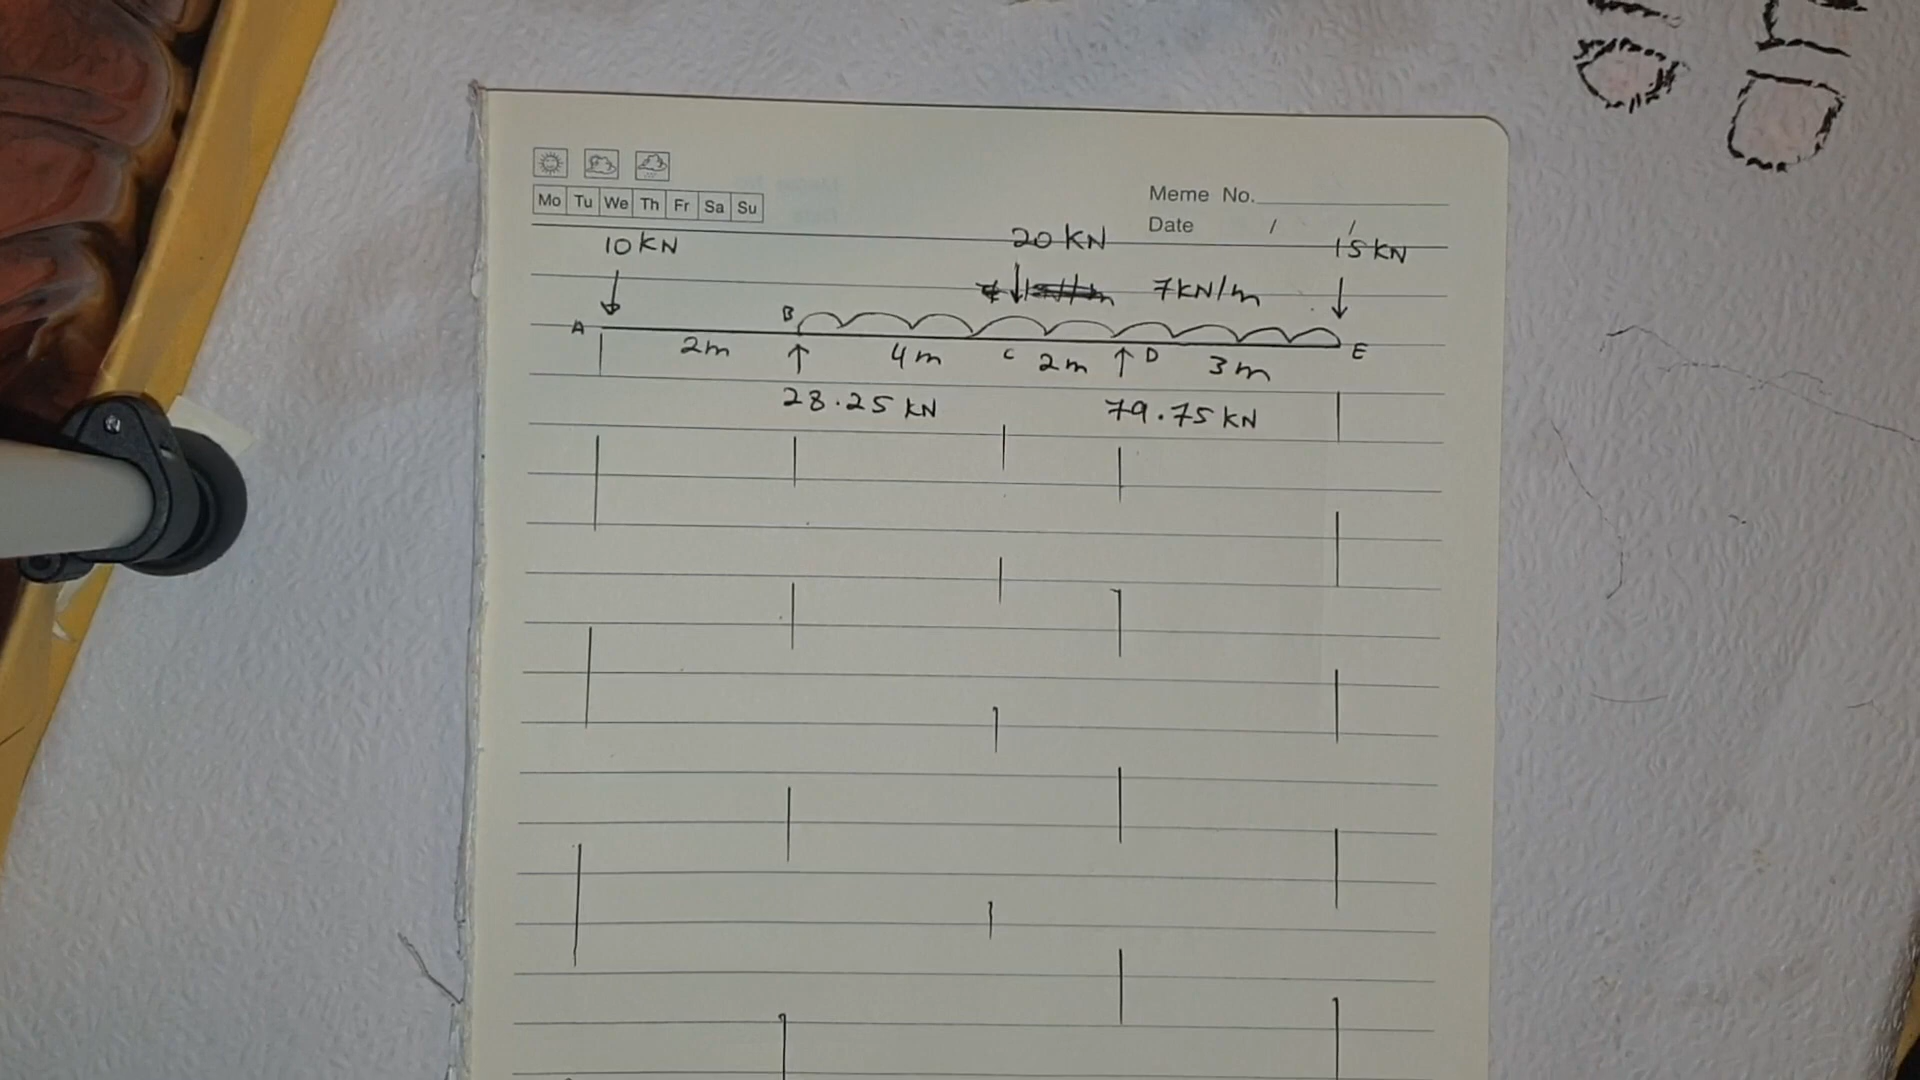 Mo Tu We Th Fr Sa Su
Meme No.
Date / /
10 KN 20 KN 15 KN
7 KN/m
A B C D E
2m 4m 2m 3m
28.25 KN 79.75 KN